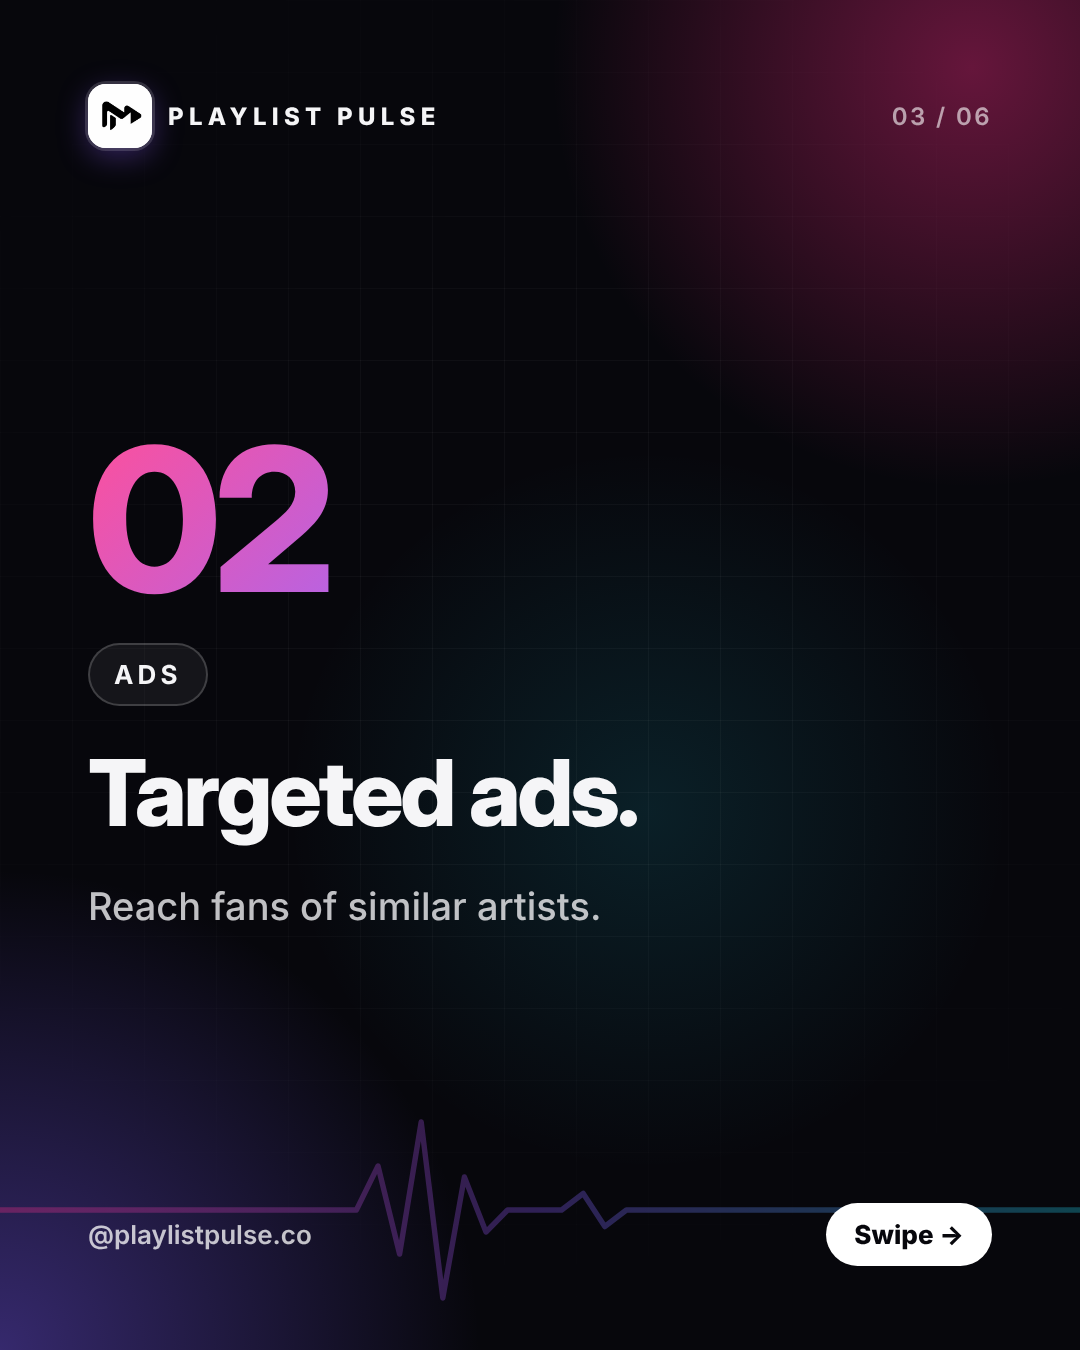 PLAYLIST PULSE
03 / 06
02
ADS
Targeted ads.
Reach fans of similar artists.
@playlistpulse.co
Swipe →